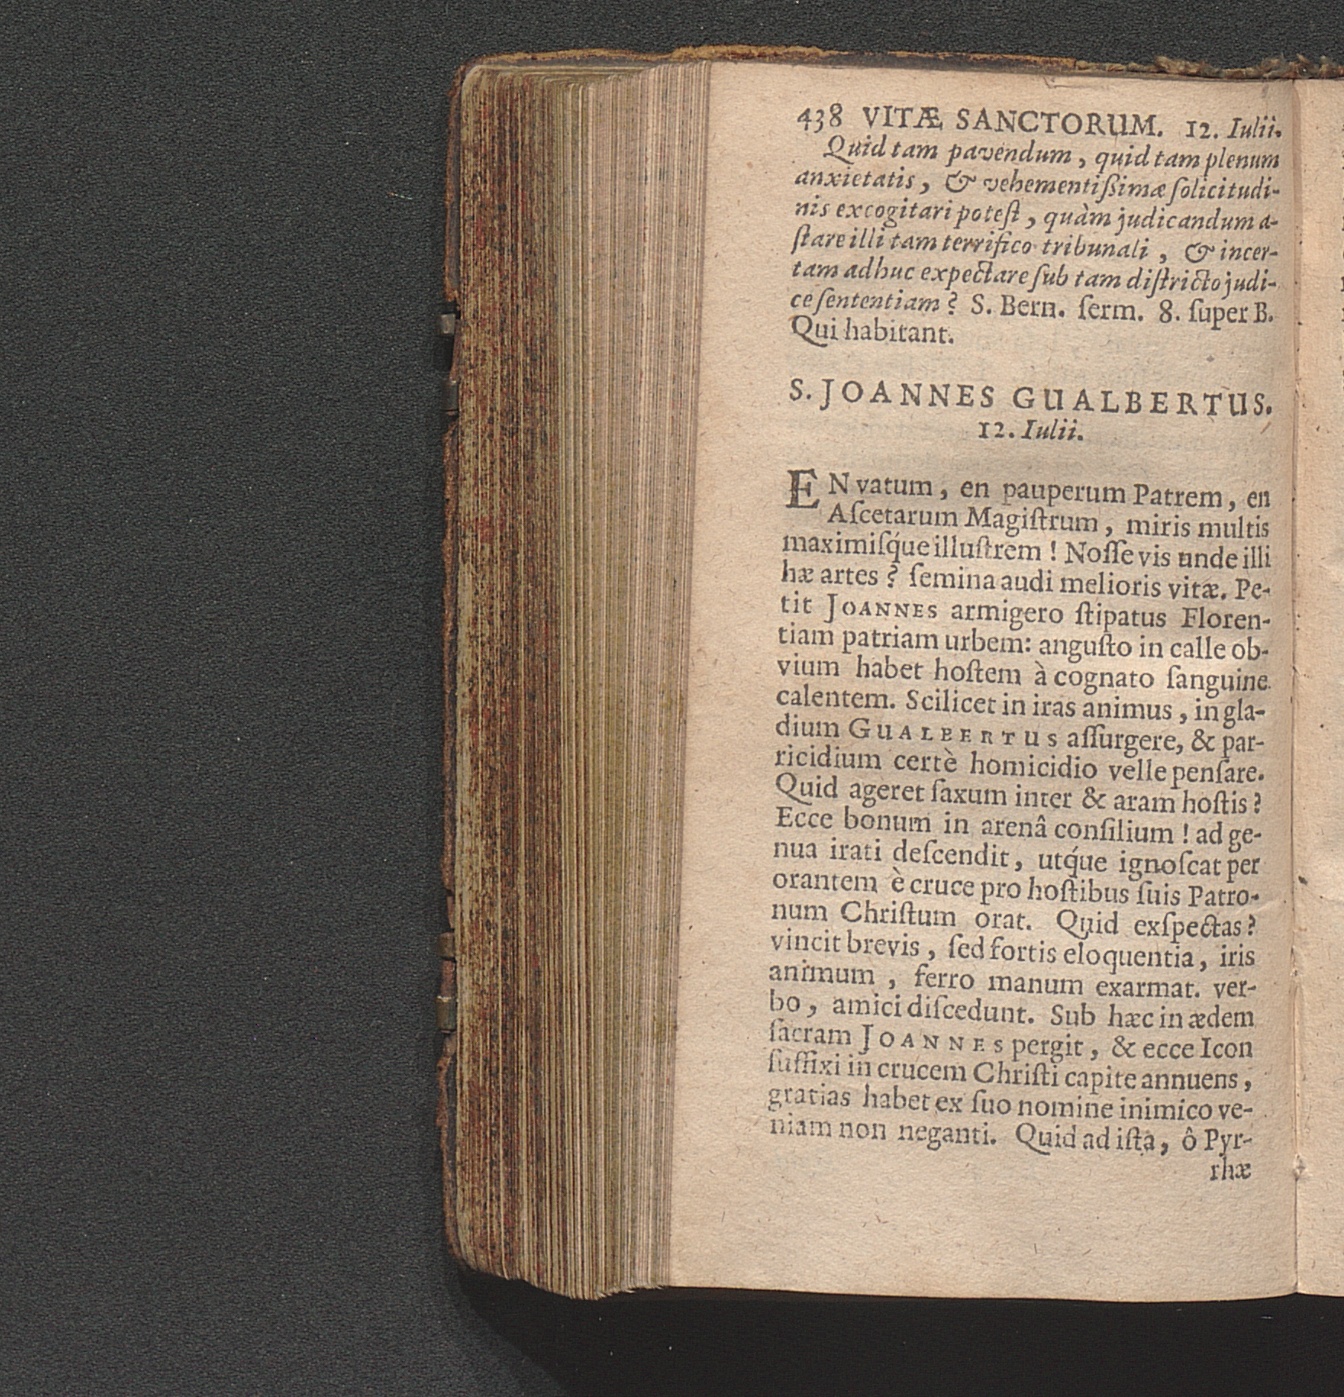 438 VITÆ SANCTORUM. 12. Iulii.
Quid tam pavendum, quid tam plenum
anxietatis, & vehementißimæ ſolicitudi-
nis excogitari poteſt, quàm judicandum a-
ſtare illi tam terrifico tribunali, & incer-
tam adhuc expectare ſub tam diſtricto judi-
ce ſententiam? S. Bern. ſerm. 8. ſuper B.
Qui habitant.
S. JOANNES GUALBERTUS.
12. Iulii.
EN vatum, en pauperum Patrem, en
Aſcetarum Magiſtrum, miris multis
maximiſq́ue illuſtrem! Noſſe vis unde illi
hæ artes? ſemina audi melioris vitæ. Pe-
tit JOANNES armigero ſtipatus Floren-
tiam patriam urbem: anguſto in calle ob-
vium habet hoſtem à cognato ſanguine
calentem. Scilicet in iras animus, in gla-
dium GUALBERTUS aſſurgere, & par-
ricidium certè homicidio velle penſare.
Quid ageret ſaxum inter & aram hoſtis?
Ecce bonum in arenâ conſilium! ad ge-
nua irati deſcendit, utq́ue ignoſcat per
orantem è cruce pro hoſtibus ſuis Patro-
num Chriſtum orat. Quid exſpectas?
vincit brevis, ſed fortis eloquentia, iris
animum, ferro manum exarmat. ver-
bo, amici diſcedunt. Sub hæc in ædem
ſacram JOANNES pergit, & ecce Icon
ſuffixi in crucem Chriſti capite annuens,
gratias habet ex ſuo nomine inimico ve-
niam non neganti. Quid ad iſta, ô Pyr-
rhæ